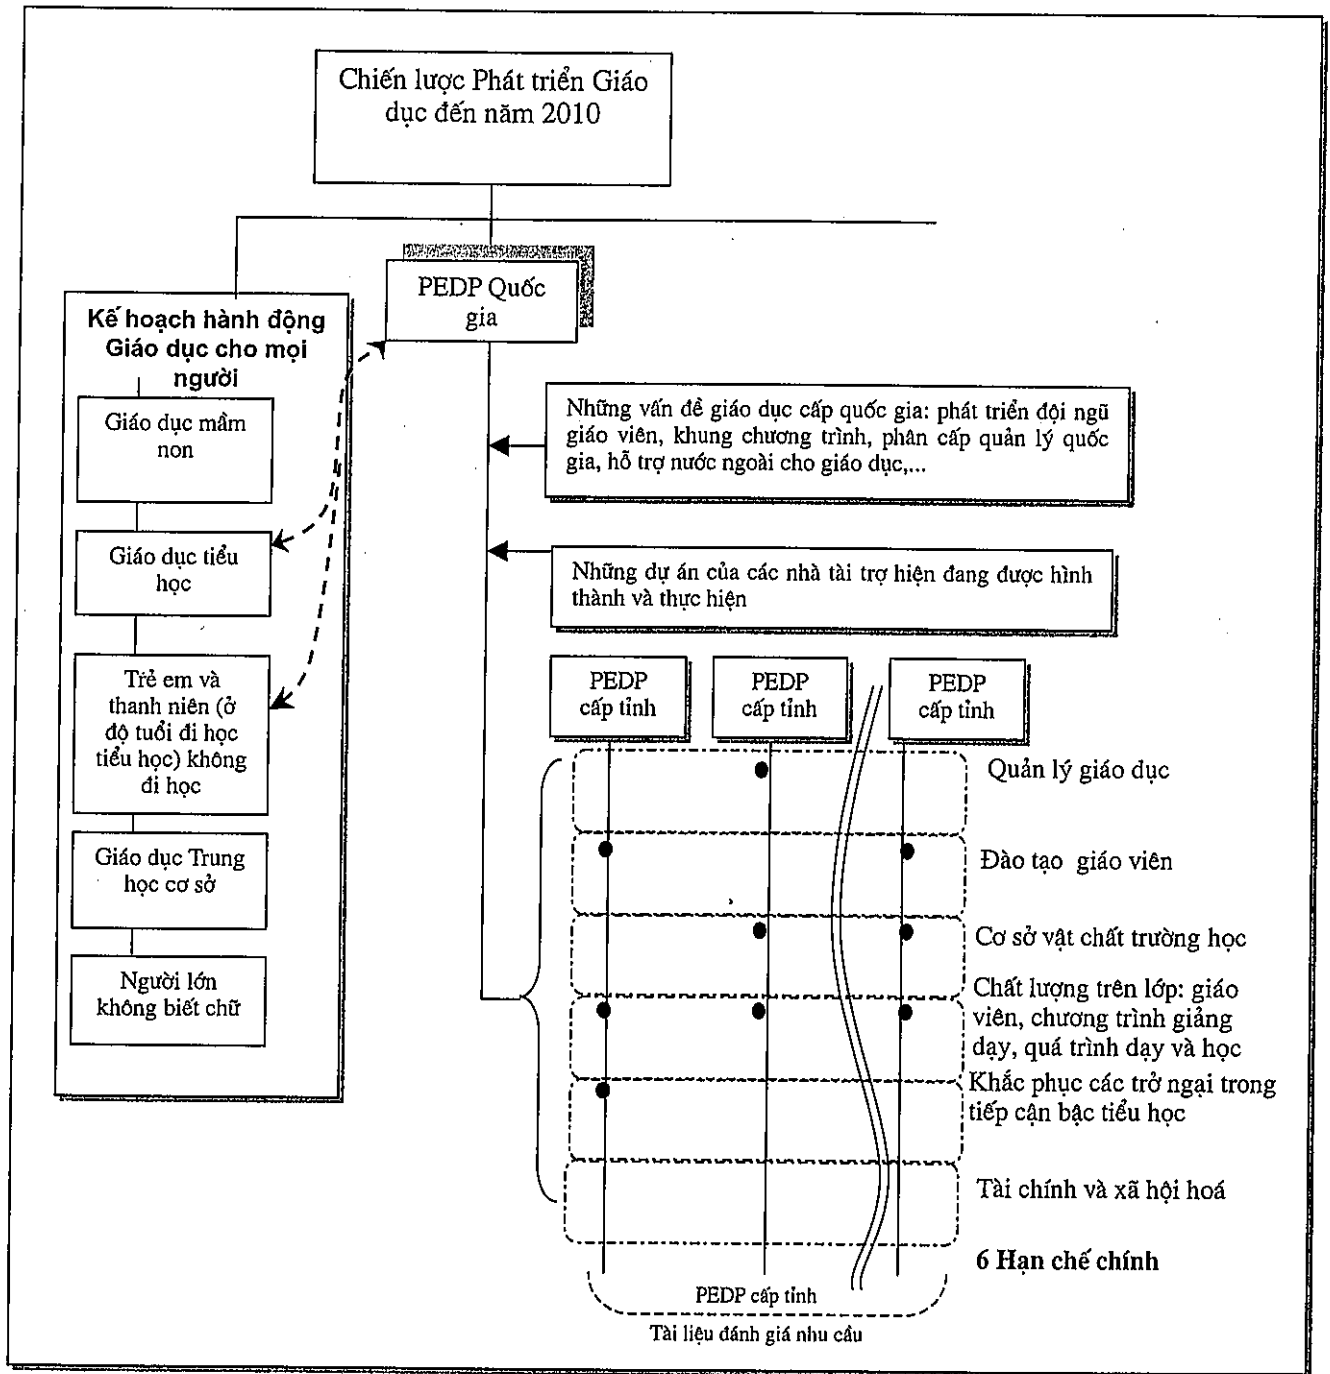 Chiến lược Phát triển Giáo
dục đến năm 2010
PEDP Quốc
gia
Kế hoạch hành động
Giáo dục cho mọi
người
Giáo dục mầm
non
Giáo dục tiểu
học
Trẻ em và
thanh niên (ở
độ tuổi đi học
tiểu học) không
đi học
Giáo dục Trung
học cơ sở
Người lớn
không biết chữ
Những vấn đề giáo dục cấp quốc gia: phát triển đội ngũ
giáo viên, khung chương trình, phân cấp quản lý quốc
gia, hỗ trợ nước ngoài cho giáo dục,...
Những dự án của các nhà tài trợ hiện đang được hình
thành và thực hiện
PEDP
cấp tỉnh
PEDP
cấp tỉnh
PEDP
cấp tỉnh
Quản lý giáo dục
Đào tạo giáo viên
Cơ sở vật chất trường học
Chất lượng trên lớp: giáo
viên, chương trình giảng
dạy, quá trình dạy và học
Khắc phục các trở ngại trong
tiếp cận bậc tiểu học
Tài chính và xã hội hoá
6 Hạn chế chính
PEDP cấp tỉnh
Tài liệu đánh giá nhu cầu